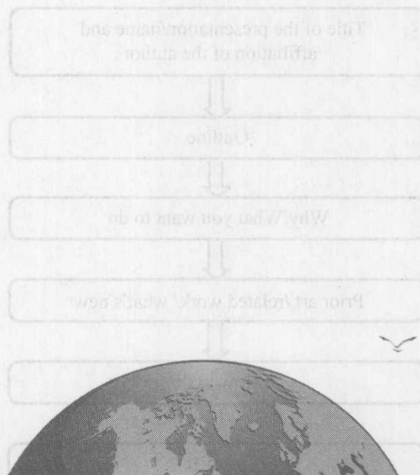 Title of the presentation/name and
affiliation of the author
Outline
Why/What you want to do
Prior art/related work/ what's new